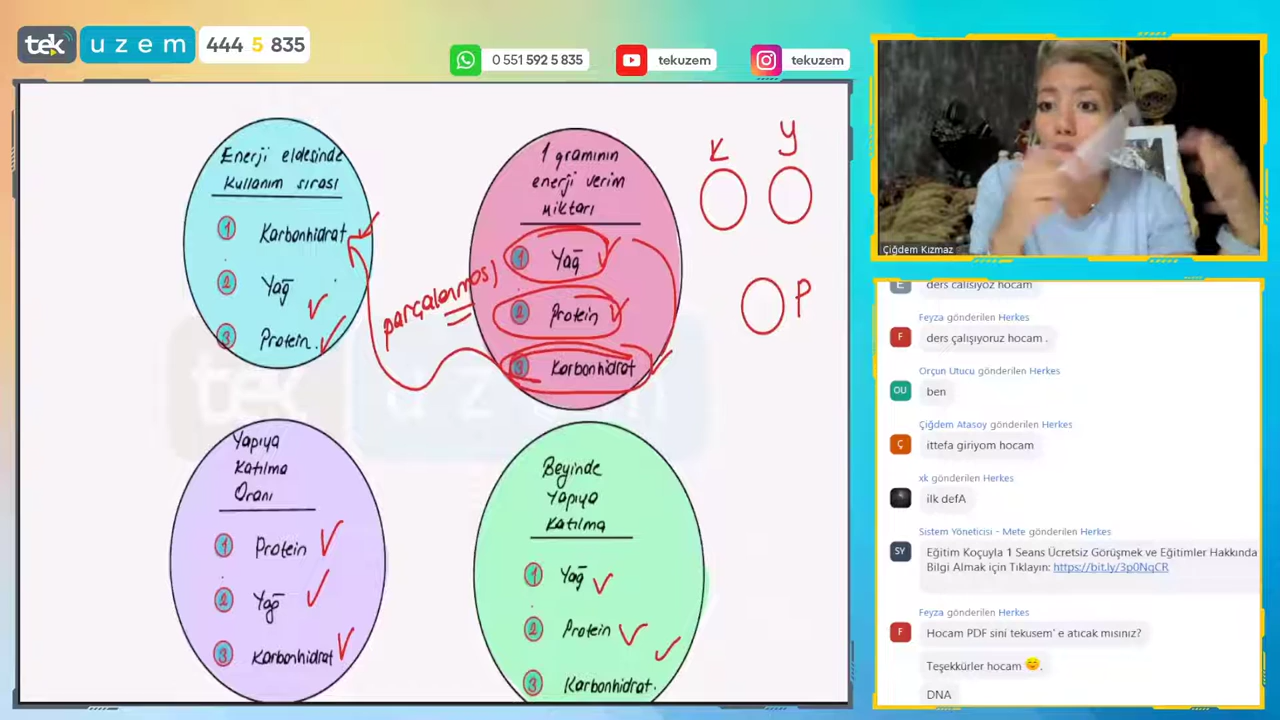 tek
uzem
444 5 835
0 551 592 5 835
tekuzem
tekuzem
Enerji eldesinde
kullanım sırası
1 Karbonhidrat
2 Yağ
3 Protein.
1 gramının
enerji verim
miktarı
1 Yağ
2 Protein
3 Karbonhidrat
parçalanması
K
Y
P
Yapıya
Katılma
Oranı
1 Protein
2 Yağ
3 Karbonhidrat
Beyinde
Yapıya
Katılma
1 Yağ
2 Protein
3 Karbonhidrat.
Çiğdem Kızmaz
E
ders çalısıyoz hocam
Feyza gönderilen Herkes
F
ders çalışıyoruz hocam .
Orçun Utucu gönderilen Herkes
OU
ben
Çiğdem Atasoy gönderilen Herkes
Ç
ittefa giriyom hocam
xk gönderilen Herkes
ilk defA
Sistem Yöneticisi - Mete gönderilen Herkes
SY
Eğitim Koçuyla 1 Seans Ücretsiz Görüşmek ve Eğitimler Hakkında
Bilgi Almak için Tıklayın: https://bit.ly/3p0NqCR
Feyza gönderilen Herkes
F
Hocam PDF sini tekusem' e atıcak mısınız?
Teşekkürler hocam 😊.
DNA